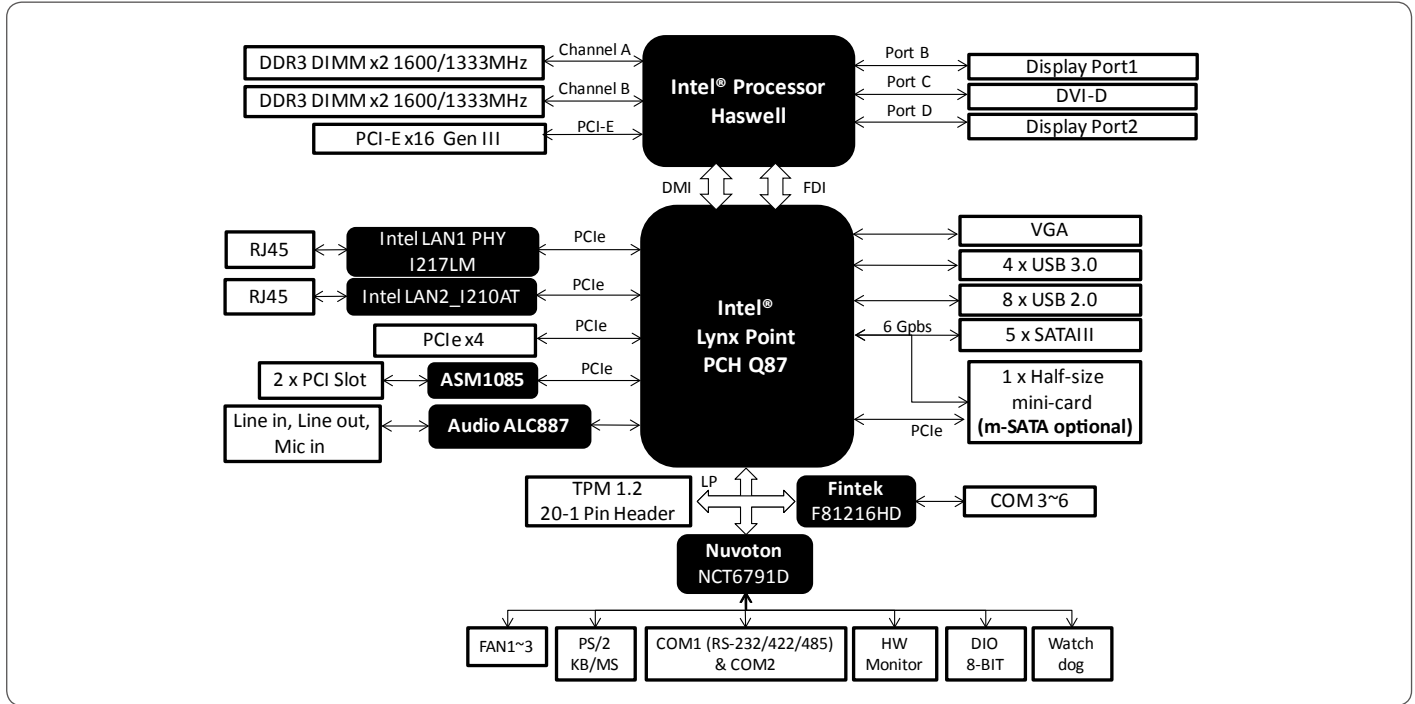 DDR3 DIMM x2 1600/1333MHz
Channel A
DDR3 DIMM x2 1600/1333MHz
Channel B
PCI-E x16 Gen III
PCI-E
Intel® Processor
Haswell
Port B
Display Port1
Port C
DVI-D
Port D
Display Port2
DMI
FDI
RJ45
Intel LAN1 PHY
I217LM
PCIe
RJ45
Intel LAN2_I210AT
PCIe
PCIe x4
PCIe
2 x PCI Slot
ASM1085
PCIe
Line in, Line out,
Mic in
Audio ALC887
Intel®
Lynx Point
PCH Q87
VGA
4 x USB 3.0
8 x USB 2.0
6 Gpbs
5 x SATAIII
1 x Half-size
mini-card
(m-SATA optional)
PCIe
LP
TPM 1.2
20-1 Pin Header
Fintek
F81216HD
COM 3~6
Nuvoton
NCT6791D
FAN1~3
PS/2
KB/MS
COM1 (RS-232/422/485)
& COM2
HW
Monitor
DIO
8-BIT
Watch
dog